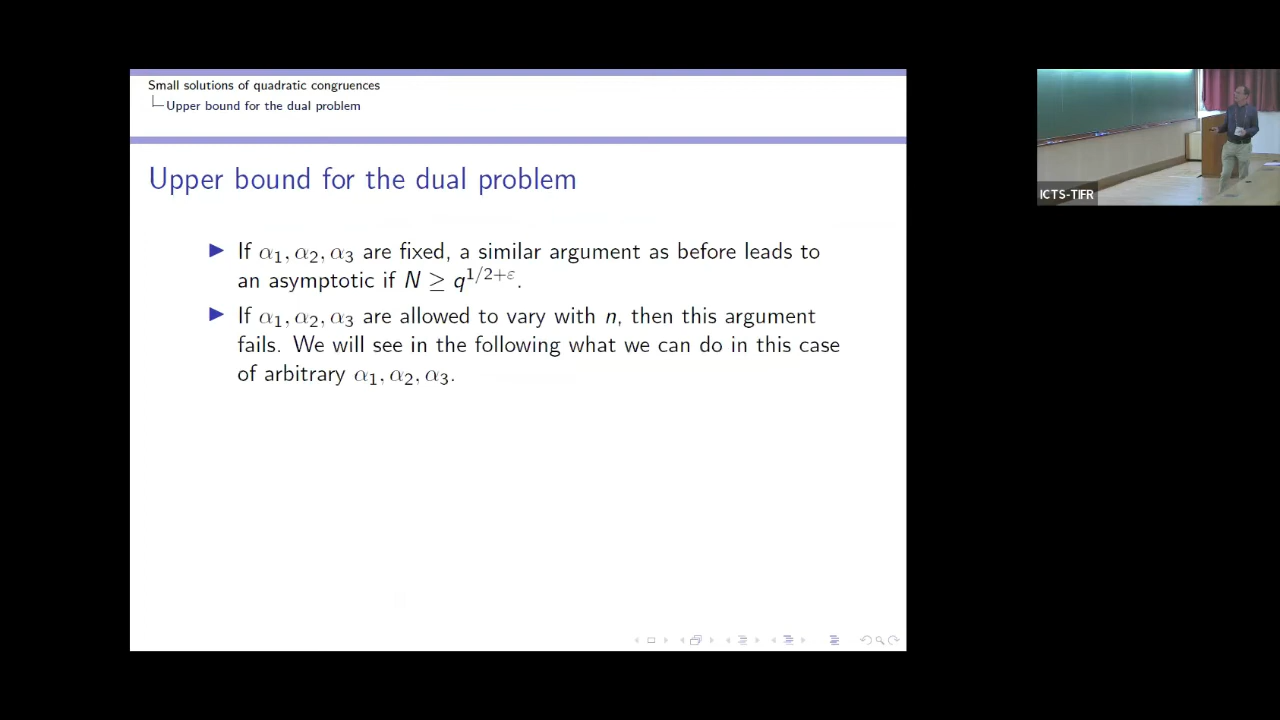 Small solutions of quadratic congruences
Upper bound for the dual problem
Upper bound for the dual problem
If α₁, α₂, α₃ are fixed, a similar argument as before leads to
an asymptotic if N ≥ q^{1/2+ε}.
If α₁, α₂, α₃ are allowed to vary with n, then this argument
fails. We will see in the following what we can do in this case
of arbitrary α₁, α₂, α₃.
ICTS-TIFR